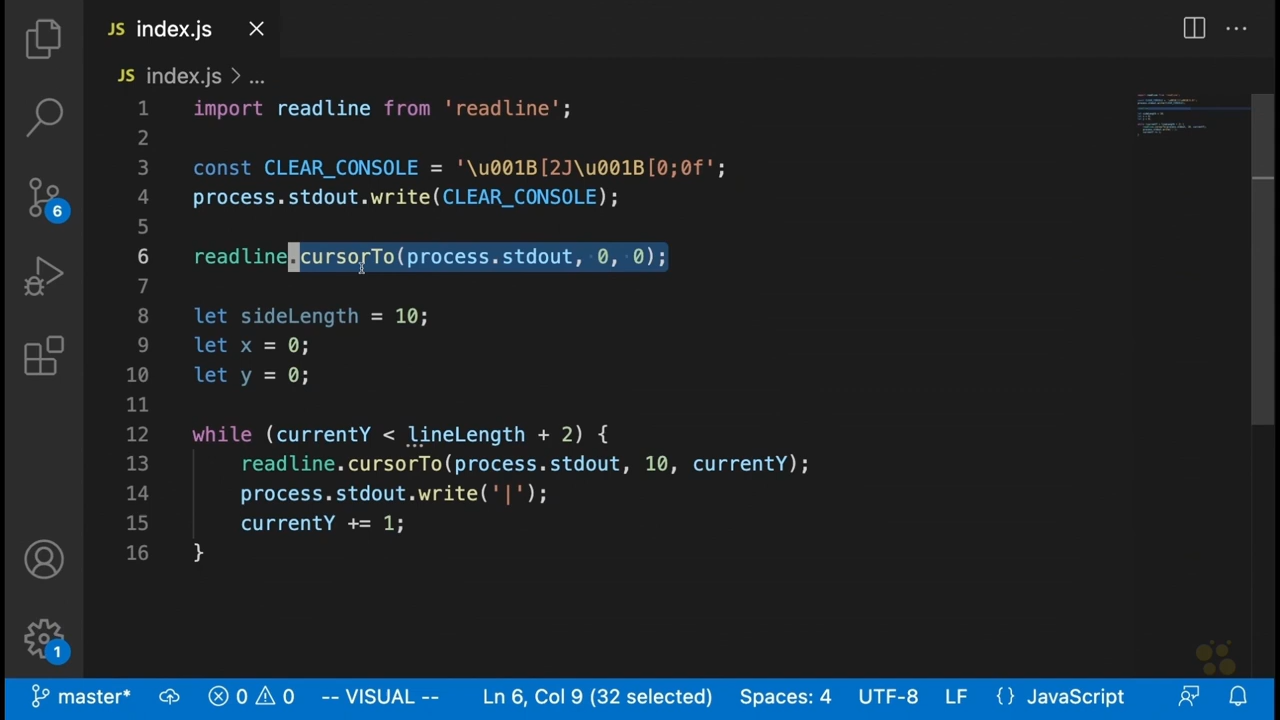 JS index.js
JS index.js > ...
1 import readline from 'readline';
2
3 const CLEAR_CONSOLE = '\u001B[2J\u001B[0;0f';
4 process.stdout.write(CLEAR_CONSOLE);
5
6 readline.cursorTo(process.stdout, 0, 0);
7
8 let sideLength = 10;
9 let x = 0;
10 let y = 0;
11
12 while (currentY < lineLength + 2) {
13 readline.cursorTo(process.stdout, 10, currentY);
14 process.stdout.write('|');
15 currentY += 1;
16 }
6
1
master* 0 0 -- VISUAL -- Ln 6, Col 9 (32 selected) Spaces: 4 UTF-8 LF {} JavaScript